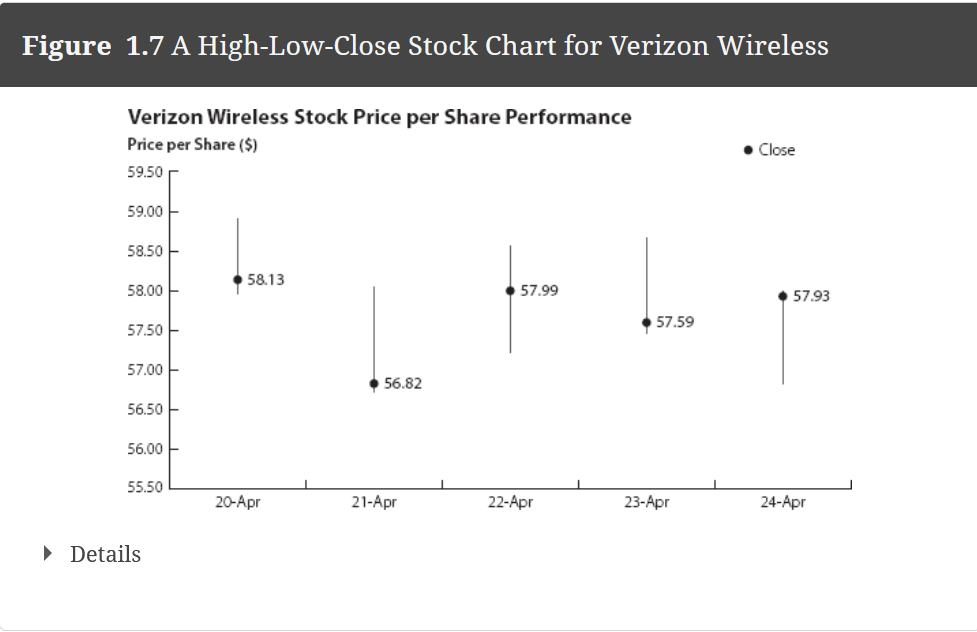 Figure 1.7 A High-Low-Close Stock Chart for Verizon Wireless
Verizon Wireless Stock Price per Share Performance
Price per Share ($)
Close
59.50
59.00
58.50
58.13
58.00
57.99
57.93
57.59
57.50
57.00
56.82
56.50
56.00
55.50
20-Apr
21-Apr
22-Apr
23-Apr
24-Apr
Details